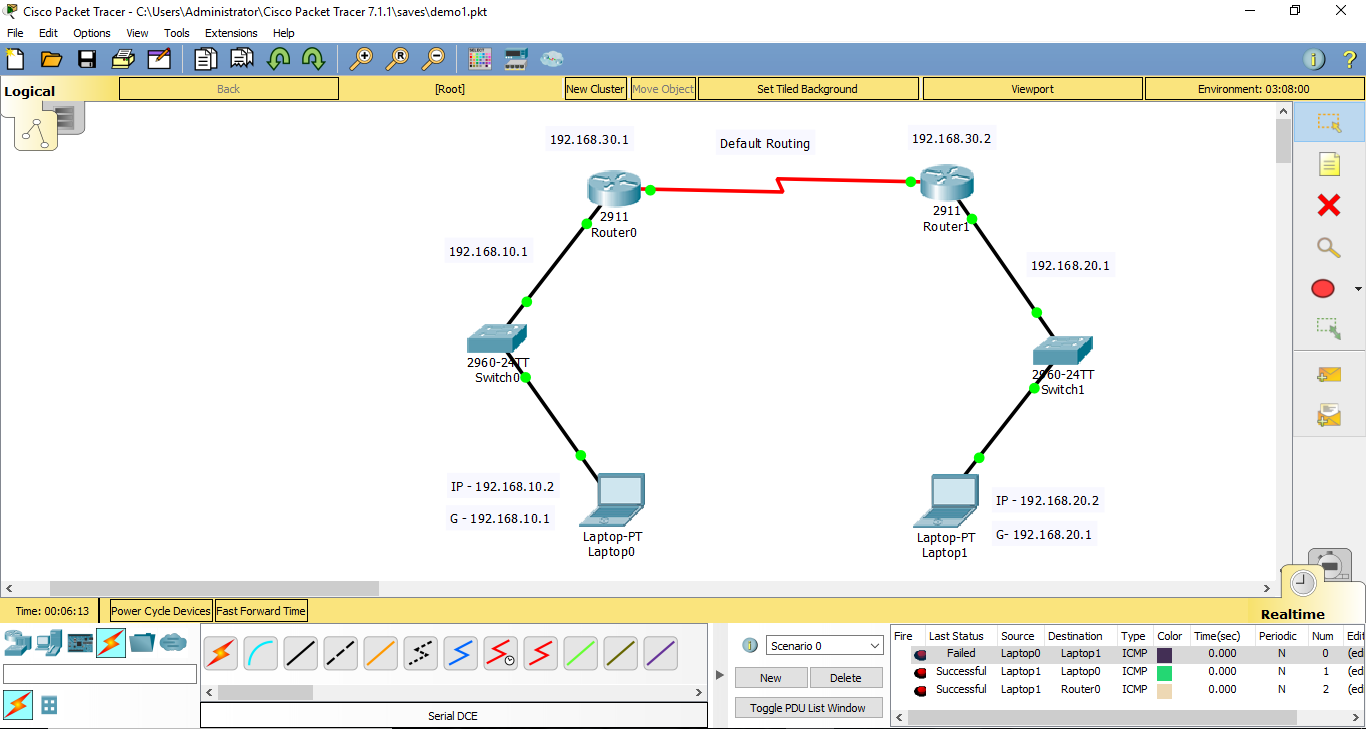 Cisco Packet Tracer - C:\Users\Administrator\Cisco Packet Tracer 7.1.1\saves\demo1.pkt
File Edit Options View Tools Extensions Help
SELECT
R
i ?
Logical Back [Root] New Cluster Move Object Set Tiled Background Viewport Environment: 03:08:00
192.168.30.1
Default Routing
192.168.30.2
2911
Router0
2911
Router1
192.168.10.1
192.168.20.1
2960-24TT
Switch0
2960-24TT
Switch1
IP - 192.168.10.2
G - 192.168.10.1
Laptop-PT
Laptop0
Laptop-PT
Laptop1
IP - 192.168.20.2
G- 192.168.20.1
Time: 00:06:13 Power Cycle Devices Fast Forward Time
Realtime
Serial DCE
i Scenario 0
New Delete
Toggle PDU List Window
Fire Last Status Source Destination Type Color Time(sec) Periodic Num Edit
Failed Laptop0 Laptop1 ICMP 0.000 N 0 (ed
Successful Laptop1 Laptop0 ICMP 0.000 N 1 (ed
Successful Laptop1 Router0 ICMP 0.000 N 2 (ed